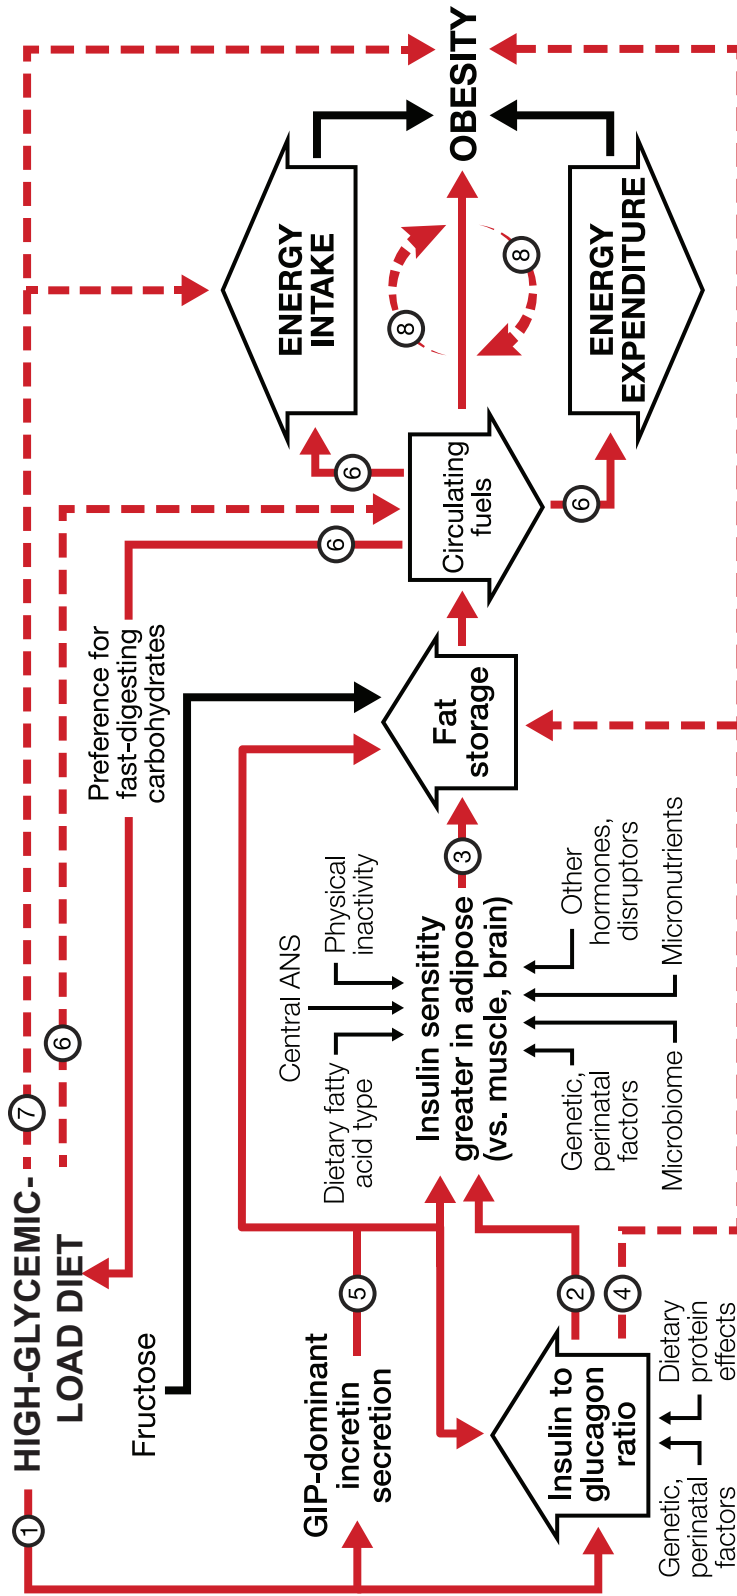 HIGH-GLYCEMIC-
LOAD DIET
1
7
6
Preference for
fast-digesting
carbohydrates
6
Fructose
GIP-dominant
incretin
secretion
5
Insulin to
glucagon
ratio
2
4
Genetic,
perinatal
factors
Dietary
protein
effects
Dietary fatty
acid type
Central ANS
Physical
inactivity
Insulin sensitity
greater in adipose
(vs. muscle, brain)
Genetic,
perinatal
factors
Microbiome
Micronutrients
Other
hormones,
disruptors
3
Fat
storage
Circulating
fuels
6
6
ENERGY
INTAKE
8
8
ENERGY
EXPENDITURE
OBESITY